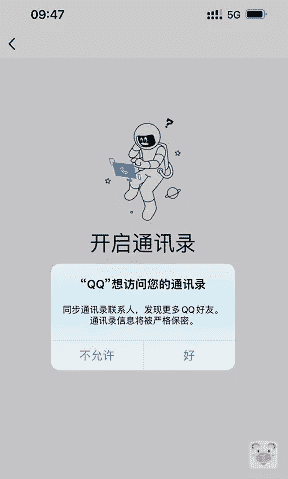 09:47
5G
?
开启通讯录
“QQ”想访问您的通讯录
同步通讯录联系人，发现更多QQ好友。
通讯录信息将被严格保密。
不允许
好